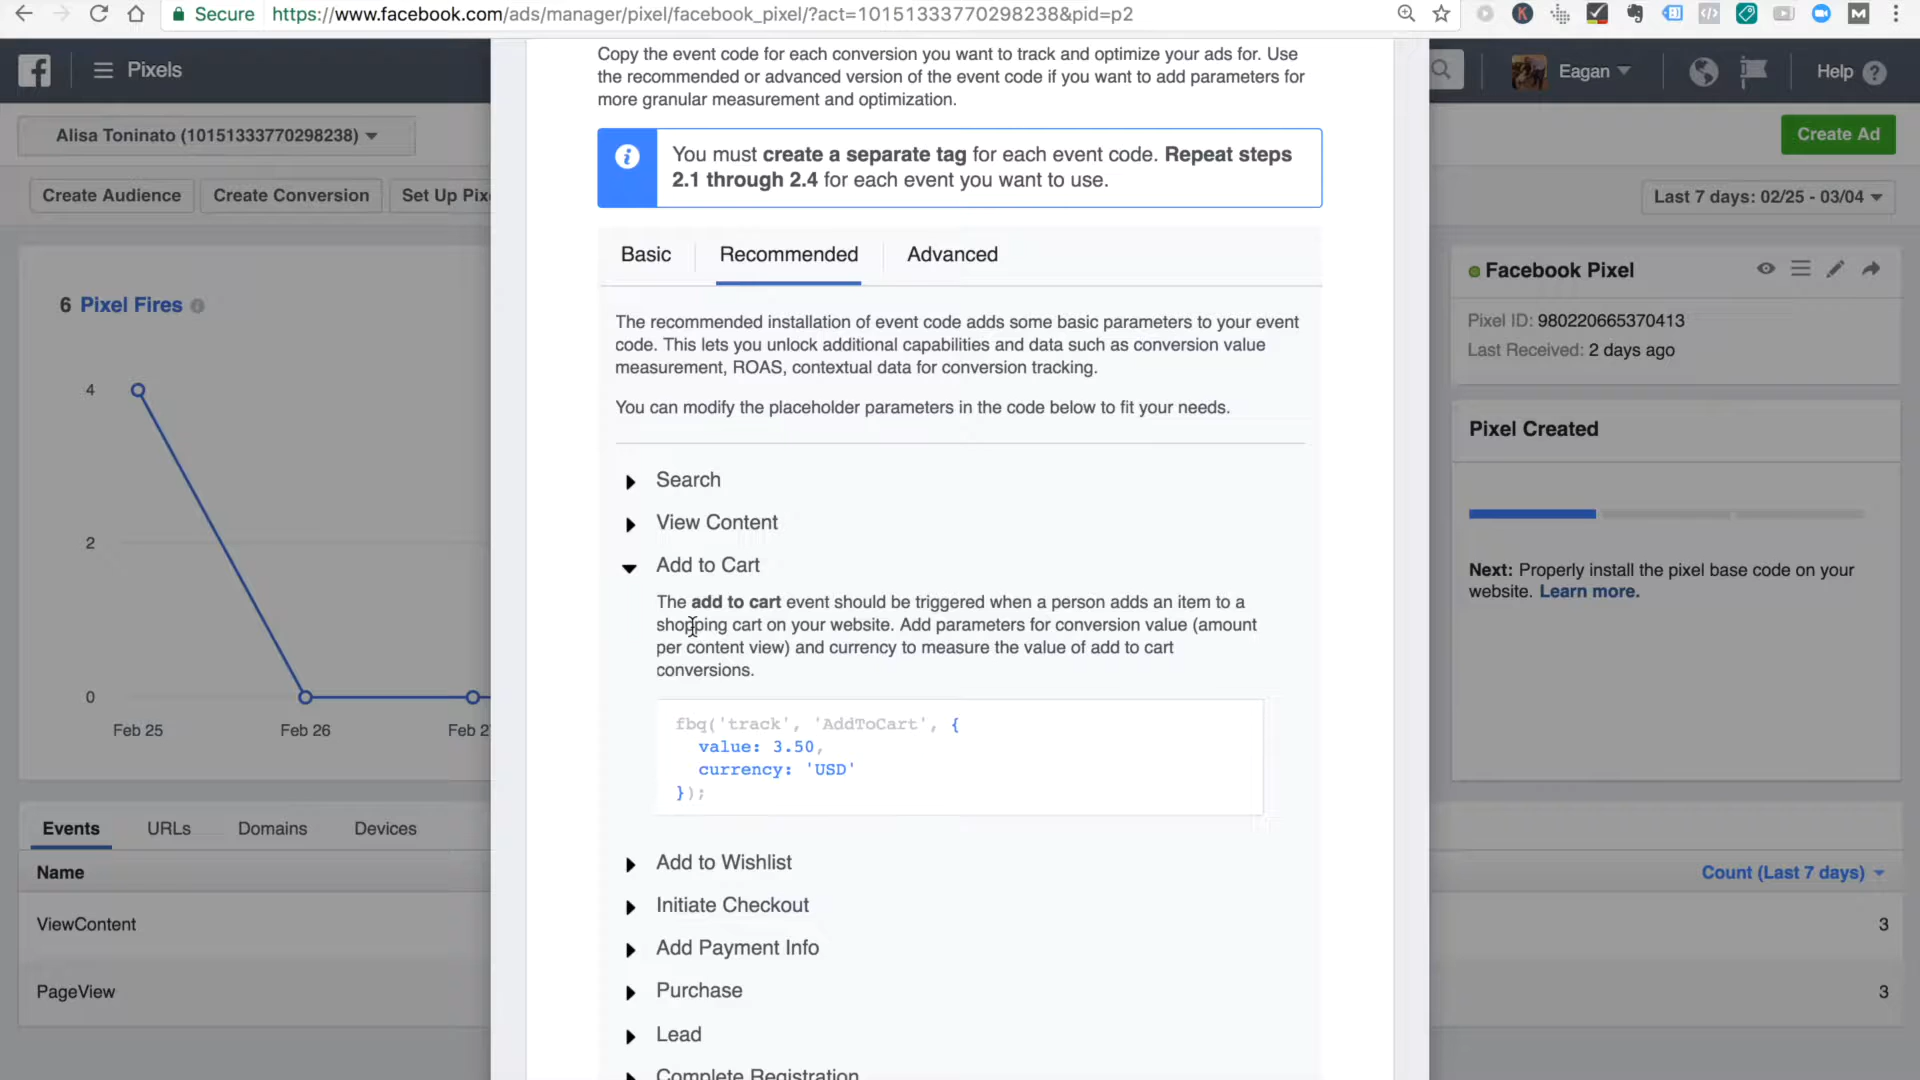 Secure
https://www.facebook.com/ads/manager/pixel/facebook_pixel/?act=10151333770298238&pid=p2
K
M
f
Pixels
Eagan
Help ?
Alisa Toninato (10151333770298238)
Create Ad
Create Audience
Create Conversion
Set Up Pix
Last 7 days: 02/25 - 03/04
Copy the event code for each conversion you want to track and optimize your ads for. Use
the recommended or advanced version of the event code if you want to add parameters for
more granular measurement and optimization.
i
You must create a separate tag for each event code. Repeat steps
2.1 through 2.4 for each event you want to use.
Basic
Recommended
Advanced
The recommended installation of event code adds some basic parameters to your event
code. This lets you unlock additional capabilities and data such as conversion value
measurement, ROAS, contextual data for conversion tracking.
You can modify the placeholder parameters in the code below to fit your needs.
Search
View Content
Add to Cart
The add to cart event should be triggered when a person adds an item to a
shopping cart on your website. Add parameters for conversion value (amount
per content view) and currency to measure the value of add to cart
conversions.
fbq('track', 'AddToCart', {
value: 3.50,
currency: 'USD'
});
Add to Wishlist
Initiate Checkout
Add Payment Info
Purchase
Lead
Complete Registration
6 Pixel Fires
4
2
0
Feb 25
Feb 26
Feb 2
Events
URLs
Domains
Devices
Name
Count (Last 7 days)
ViewContent
3
PageView
3
Facebook Pixel
Pixel ID: 980220665370413
Last Received: 2 days ago
Pixel Created
Next: Properly install the pixel base code on your
website. Learn more.